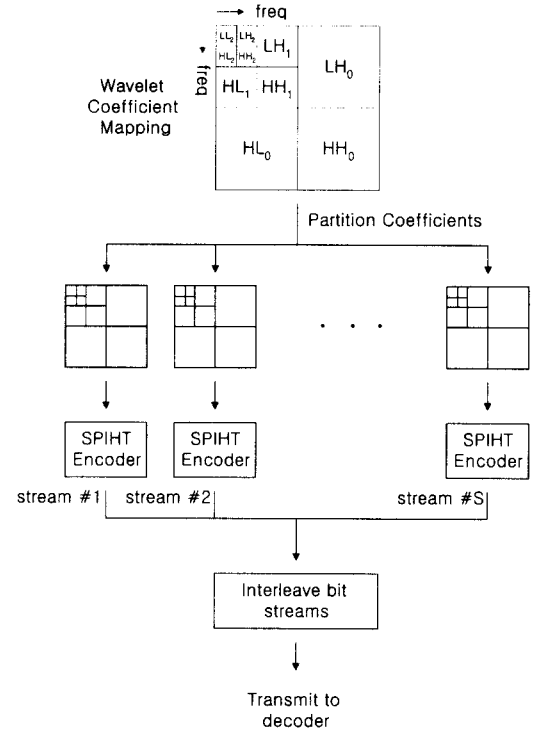 freq
freq
Wavelet
Coefficient
Mapping
LL2 LH2 LH1
HL2 HH2
LH0
HL1 HH1
HL0 HH0
Partition Coefficients
. . .
SPIHT
Encoder
SPIHT
Encoder
SPIHT
Encoder
stream #1 stream #2 stream #S
Interleave bit
streams
Transmit to
decoder